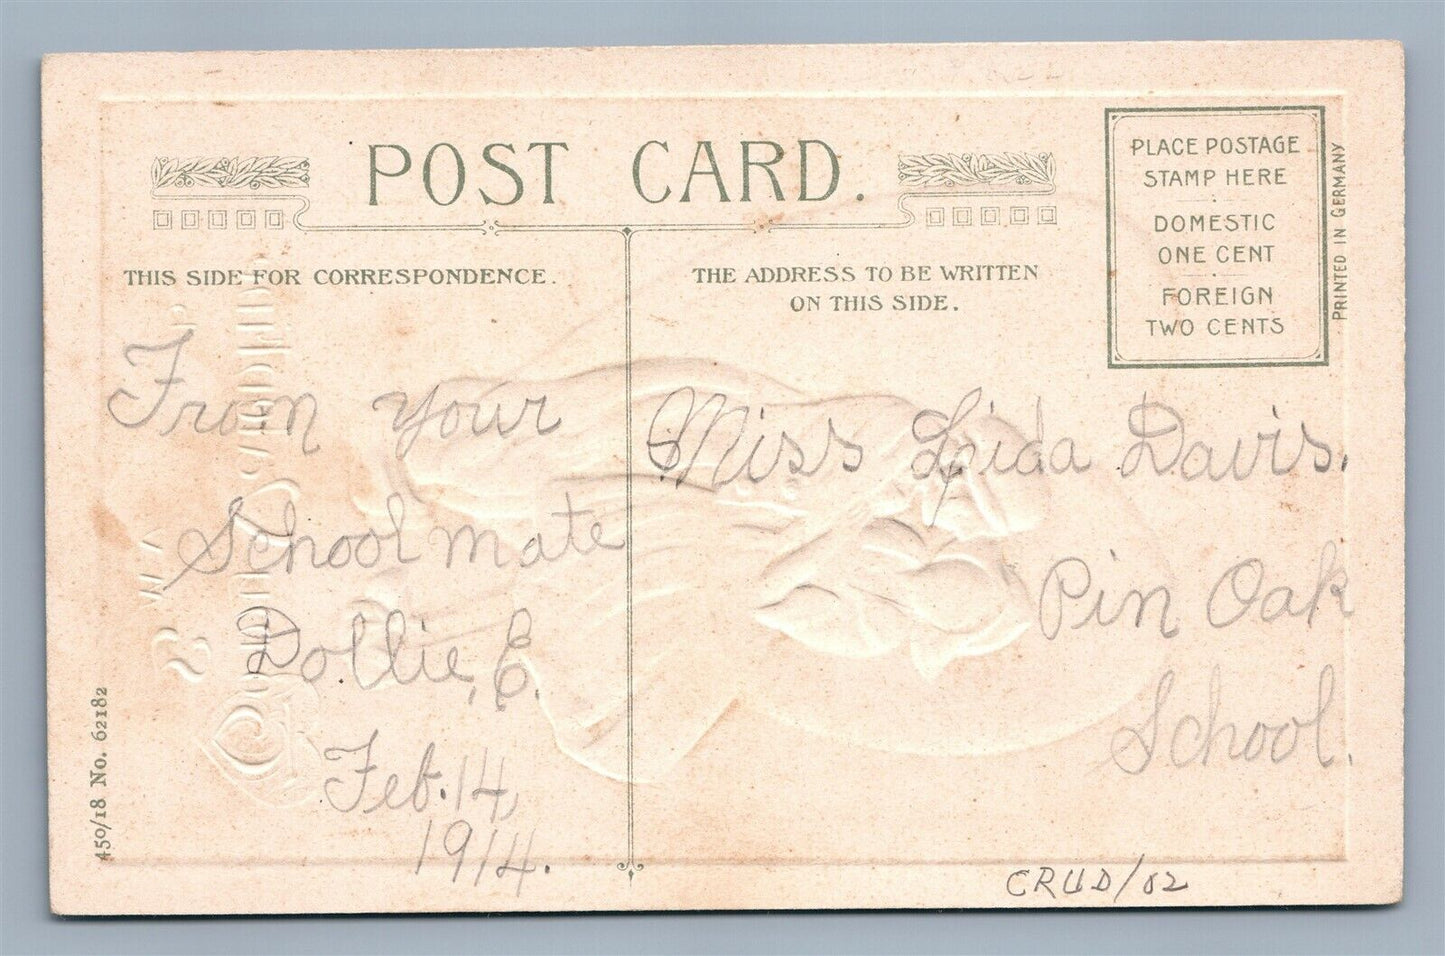 POST CARD.
PLACE POSTAGE
STAMP HERE
DOMESTIC
ONE CENT
FOREIGN
TWO CENTS
PRINTED IN GERMANY
THIS SIDE FOR CORRESPONDENCE.
THE ADDRESS TO BE WRITTEN
ON THIS SIDE.
From your
School mate
Dollie, E.
Feb. 14,
1914.
Miss Lida Davis.
Pin Oak
School.
450/18 No. 62182
CRUD/02